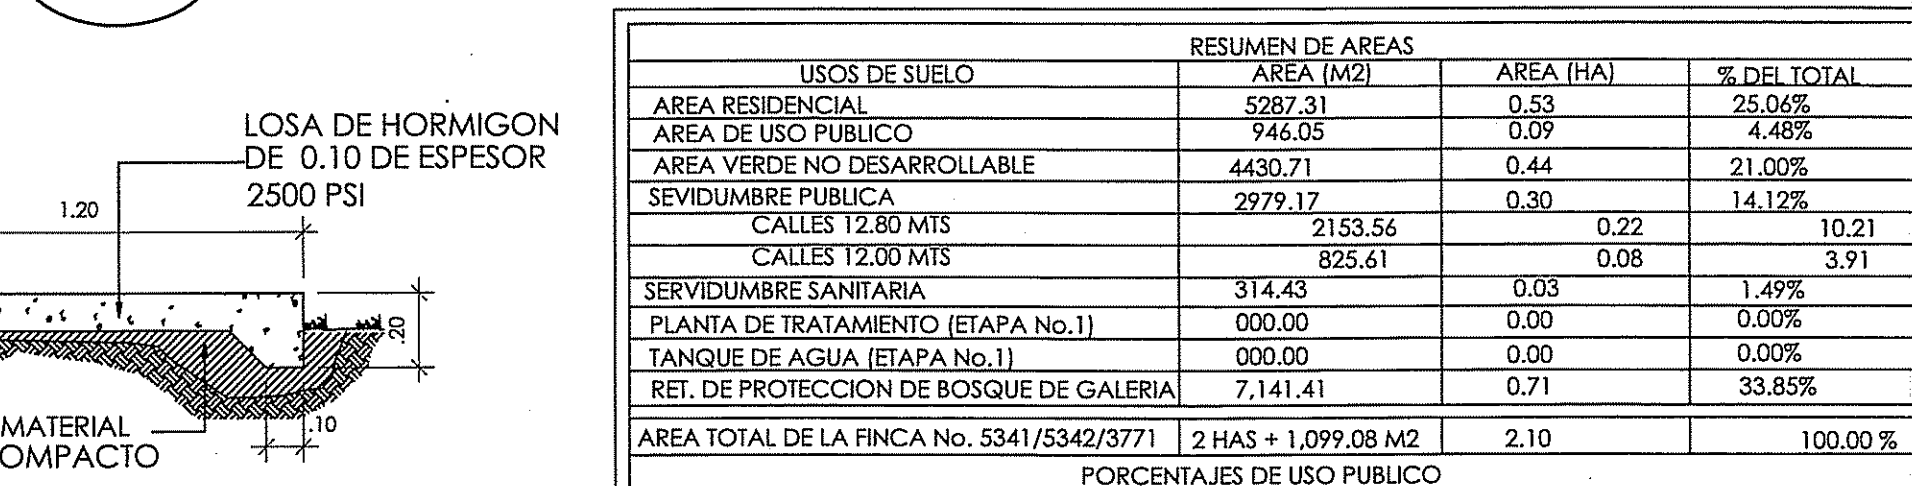 LOSA DE HORMIGON
DE 0.10 DE ESPESOR
2500 PSI
1.20
.20
.10
MATERIAL
OMPACTO
RESUMEN DE AREAS
USOS DE SUELO AREA (M2) AREA (HA) % DEL TOTAL
AREA RESIDENCIAL 5287.31 0.53 25.06%
AREA DE USO PUBLICO 946.05 0.09 4.48%
AREA VERDE NO DESARROLLABLE 4430.71 0.44 21.00%
SEVIDUMBRE PUBLICA 2979.17 0.30 14.12%
CALLES 12.80 MTS 2153.56 0.22 10.21
CALLES 12.00 MTS 825.61 0.08 3.91
SERVIDUMBRE SANITARIA 314.43 0.03 1.49%
PLANTA DE TRATAMIENTO (ETAPA No.1) 000.00 0.00 0.00%
TANQUE DE AGUA (ETAPA No.1) 000.00 0.00 0.00%
RET. DE PROTECCION DE BOSQUE DE GALERIA 7,141.41 0.71 33.85%
AREA TOTAL DE LA FINCA No. 5341/5342/3771 2 HAS + 1,099.08 M2 2.10 100.00 %
PORCENTAJES DE USO PUBLICO